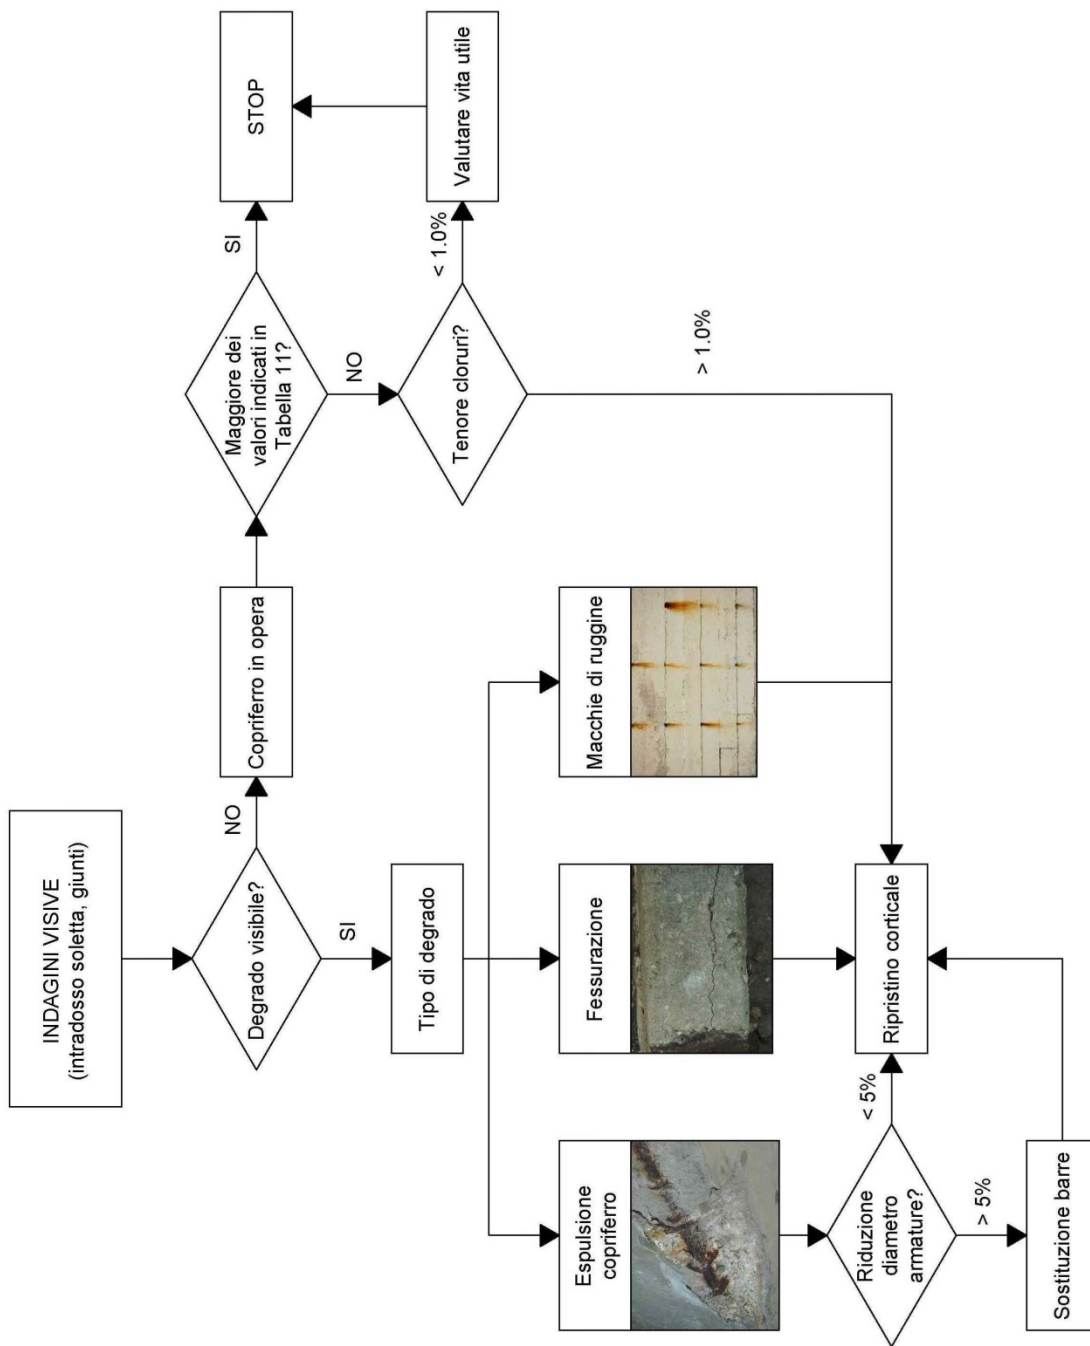 INDAGINI VISIVE
(intradosso soletta, giunti)
Degrado visibile?
NO
SI
Copriferro in opera
Maggiore dei
valori indicati in
Tabella 11?
SI
NO
STOP
Tenore cloruri?
< 1.0%
> 1.0%
Valutare vita utile
Tipo di degrado
Espulsione
copriferro
Fessurazione
Macchie di ruggine
Riduzione
diametro
armature?
< 5%
> 5%
Ripristino corticale
Sostituzione barre